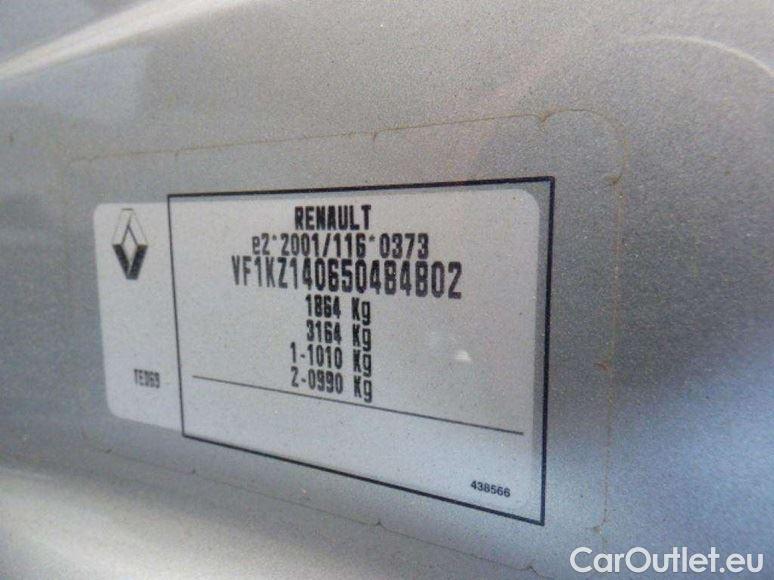 RENAULT
e2*2001/116*0373
VF1KZ140650484802
1864 Kg
3164 Kg
1-1010 Kg
2-0990 Kg
TED69
438566
CarOutlet.eu